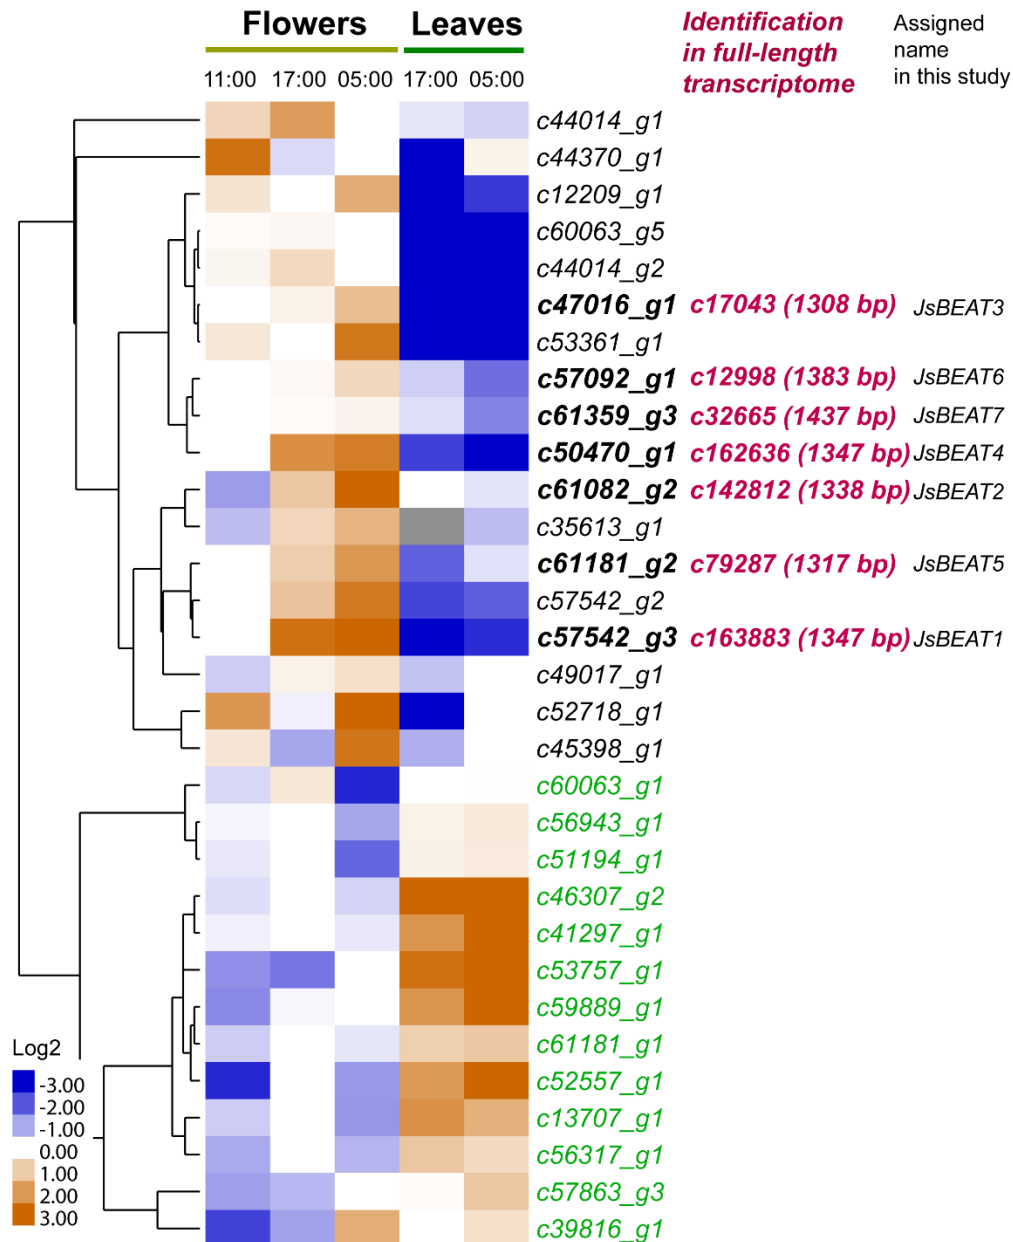 Flowers Leaves Identification in full-length transcriptome Assigned name in this study
11:00 17:00 05:00 17:00 05:00
c44014_g1
c44370_g1
c12209_g1
c60063_g5
c44014_g2
c47016_g1 c17043 (1308 bp) JsBEAT3
c53361_g1
c57092_g1 c12998 (1383 bp) JsBEAT6
c61359_g3 c32665 (1437 bp) JsBEAT7
c50470_g1 c162636 (1347 bp) JsBEAT4
c61082_g2 c142812 (1338 bp) JsBEAT2
c35613_g1
c61181_g2 c79287 (1317 bp) JsBEAT5
c57542_g2
c57542_g3 c163883 (1347 bp) JsBEAT1
c49017_g1
c52718_g1
c45398_g1
c60063_g1
c56943_g1
c51194_g1
c46307_g2
c41297_g1
c53757_g1
c59889_g1
c61181_g1
c52557_g1
c13707_g1
c56317_g1
c57863_g3
c39816_g1
Log2
-3.00
-2.00
-1.00
0.00
1.00
2.00
3.00